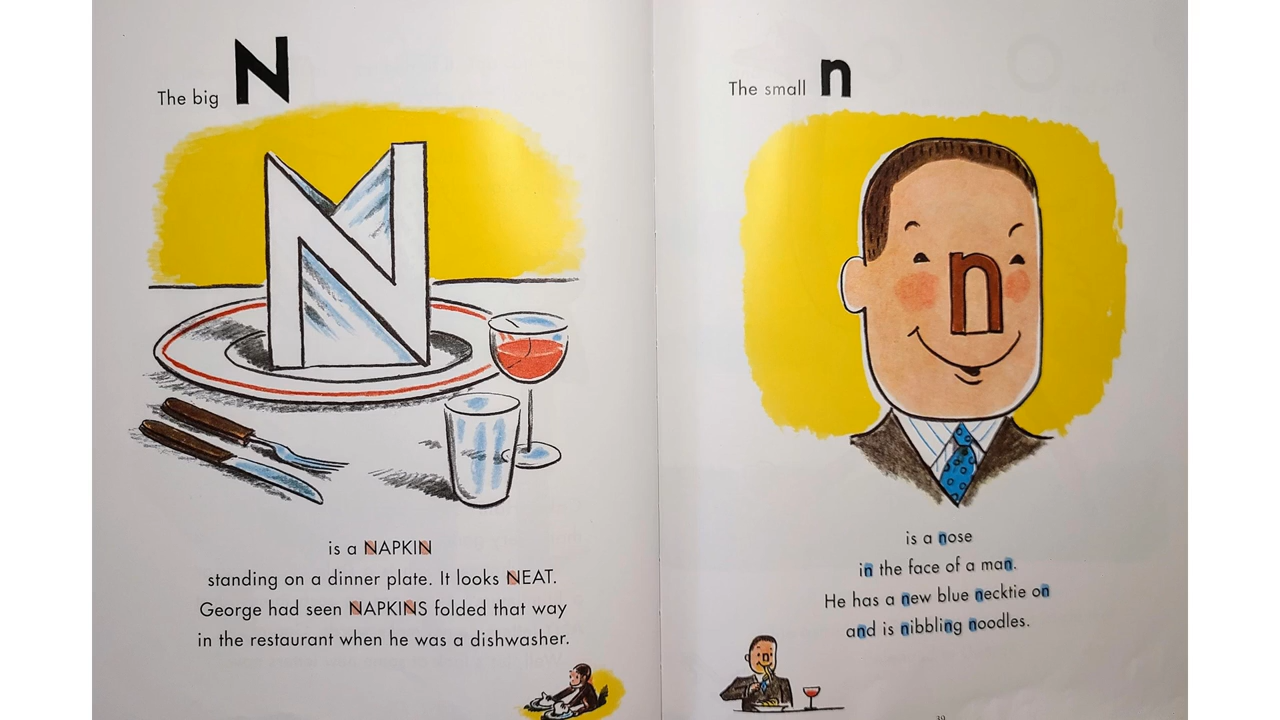 The big N
is a NAPKIN
standing on a dinner plate. It looks NEAT.
George had seen NAPKINS folded that way
in the restaurant when he was a dishwasher.
The small n
n
is a nose
in the face of a man.
He has a new blue necktie on
and is nibbling noodles.
n
39